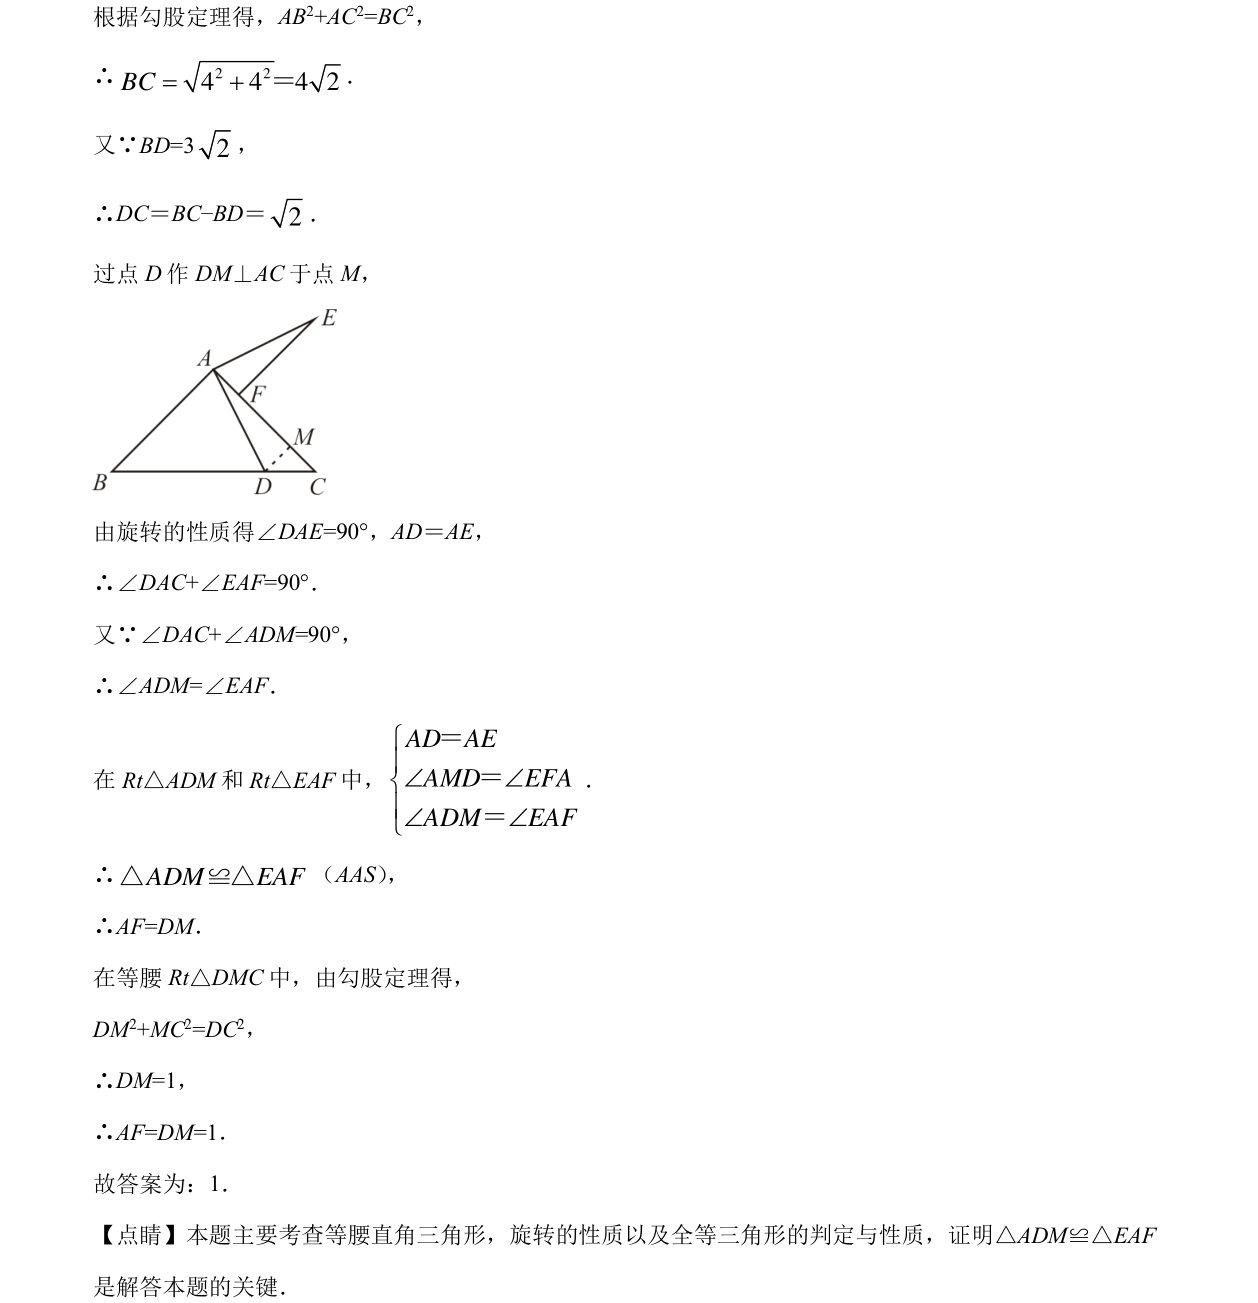 根据勾股定理得，AB²+AC²=BC²，
∴ BC = √(4²+4²)＝4√2 .
又∵BD=3√2，
∴DC＝BC−BD＝√2．
过点 D 作 DM⊥AC 于点 M，
E
A
F
M
B
D
C
由旋转的性质得∠DAE=90°，AD＝AE，
∴∠DAC+∠EAF=90°．
又∵∠DAC+∠ADM=90°，
∴∠ADM=∠EAF．
在 Rt△ADM 和 Rt△EAF 中，{AD＝AE
∠AMD＝∠EFA．
∠ADM＝∠EAF
∴△ADM≌△EAF（AAS），
∴AF=DM．
在等腰 Rt△DMC 中，由勾股定理得，
DM²+MC²=DC²，
∴DM=1，
∴AF=DM=1．
故答案为：1．
【点睛】本题主要考查等腰直角三角形，旋转的性质以及全等三角形的判定与性质，证明△ADM≌△EAF
是解答本题的关键．